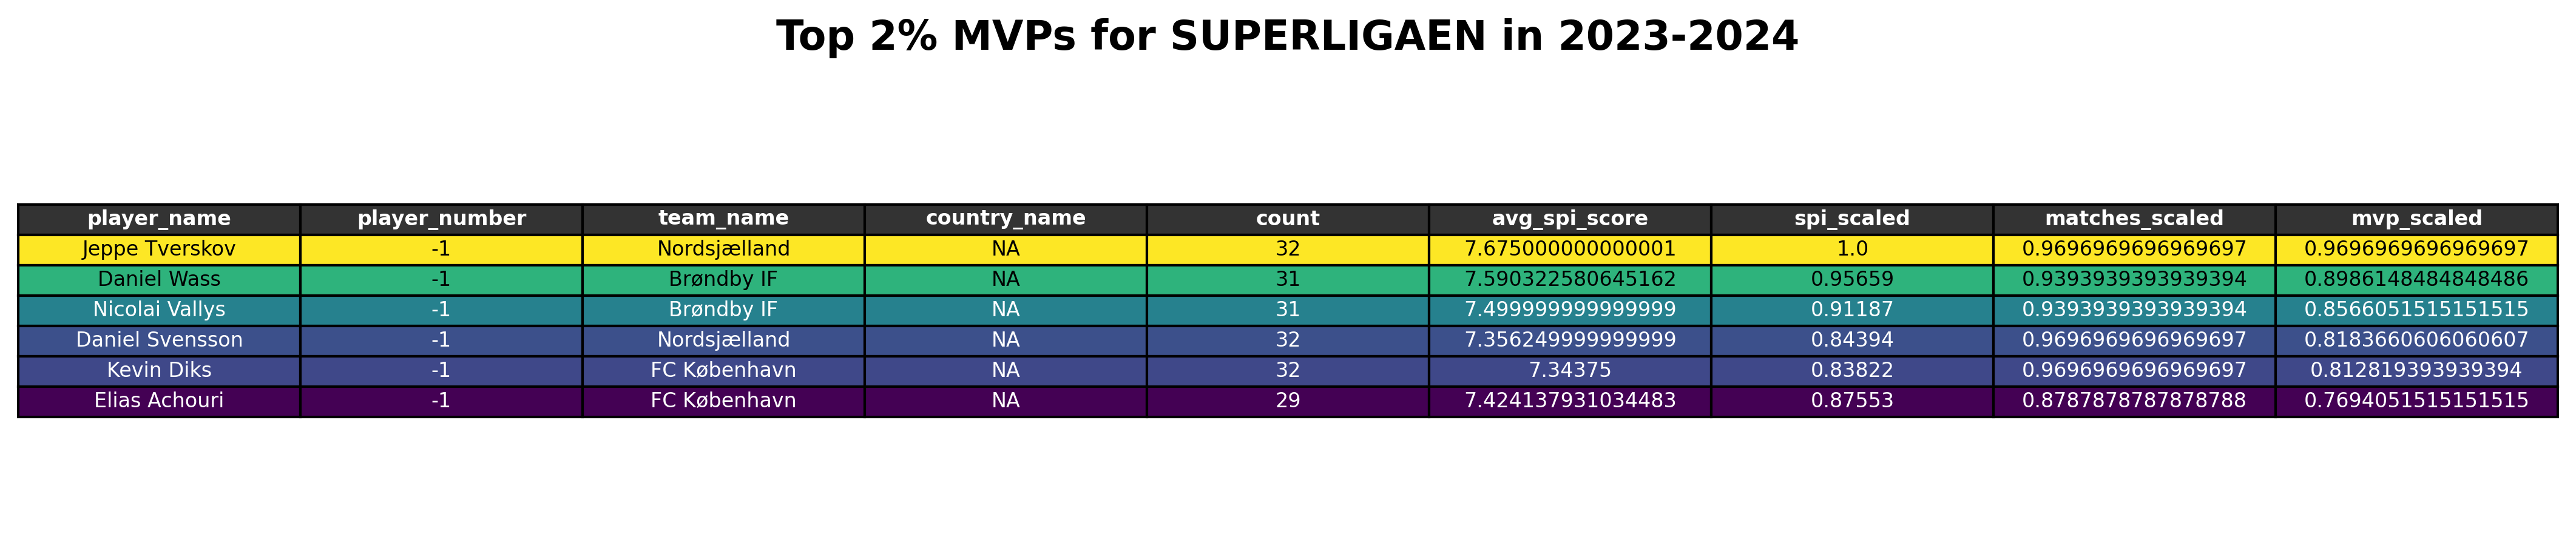 Top 2% MVPs for SUPERLIGAEN in 2023-2024
player_name player_number team_name country_name count avg_spi_score spi_scaled matches_scaled mvp_scaled
Jeppe Tverskov -1 Nordsjælland NA 32 7.675000000000001 1.0 0.9696969696969697 0.9696969696969697
Daniel Wass -1 Brøndby IF NA 31 7.590322580645162 0.95659 0.9393939393939394 0.8986148484848486
Nicolai Vallys -1 Brøndby IF NA 31 7.499999999999999 0.91187 0.9393939393939394 0.8566051515151515
Daniel Svensson -1 Nordsjælland NA 32 7.356249999999999 0.84394 0.9696969696969697 0.8183660606060607
Kevin Diks -1 FC København NA 32 7.34375 0.83822 0.9696969696969697 0.812819393939394
Elias Achouri -1 FC København NA 29 7.424137931034483 0.87553 0.8787878787878788 0.7694051515151515